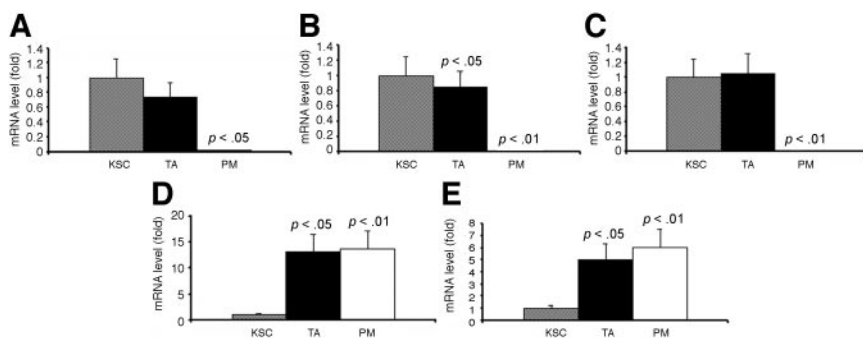 A
mRNA level (fold)
1.4
1.2
1
0.8
0.6
0.4
0.2
0
p < .05
KSC TA PM
B
mRNA level (fold)
1.4
1.2
1
0.8
0.6
0.4
0.2
0
p < .05
p < .01
KSC TA PM
C
mRNA level (fold)
1.4
1.2
1
0.8
0.6
0.4
0.2
0
p < .01
KSC TA PM
D
mRNA level (fold)
20
15
10
5
0
p < .05 p < .01
KSC TA PM
E
mRNA level (fold)
8
7
6
5
4
3
2
1
0
p < .05
p < .01
KSC TA PM